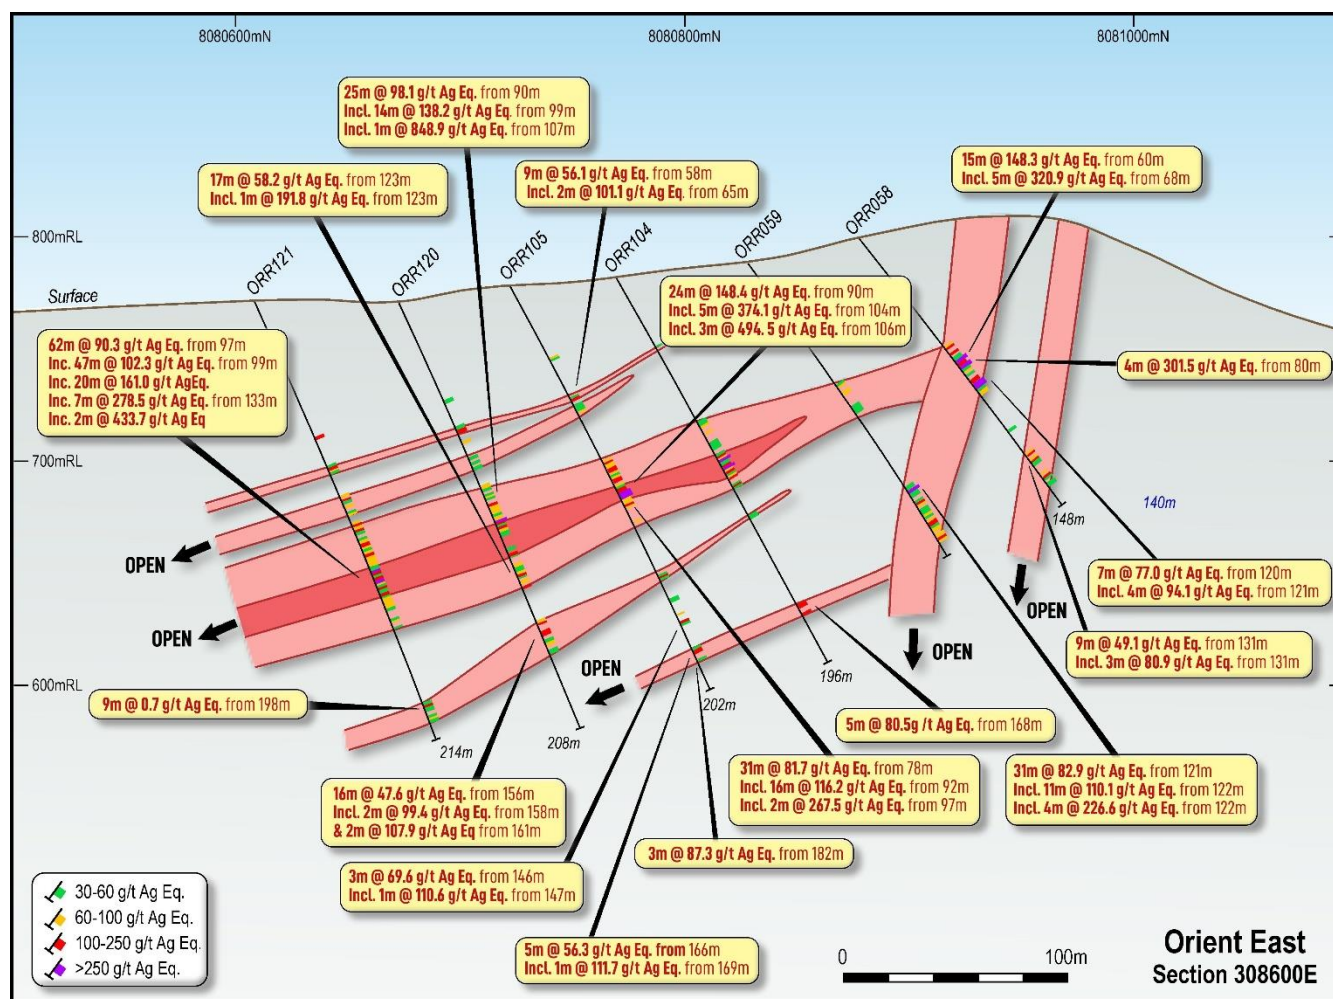 8080600mN
8080800mN
8081000mN
25m @ 98.1 g/t Ag Eq. from 90m
Incl. 14m @ 138.2 g/t Ag Eq. from 99m
Incl. 1m @ 848.9 g/t Ag Eq. from 107m
17m @ 58.2 g/t Ag Eq. from 123m
Incl. 1m @ 191.8 g/t Ag Eq. from 123m
9m @ 56.1 g/t Ag Eq. from 58m
Incl. 2m @ 101.1 g/t Ag Eq. from 65m
15m @ 148.3 g/t Ag Eq. from 60m
Incl. 5m @ 320.9 g/t Ag Eq. from 68m
800mRL
ORR121
ORR120
ORR105
ORR104
ORR059
ORR058
Surface
24m @ 148.4 g/t Ag Eq. from 90m
Incl. 5m @ 374.1 g/t Ag Eq. from 104m
Incl. 3m @ 494.5 g/t Ag Eq. from 106m
62m @ 90.3 g/t Ag Eq. from 97m
Inc. 47m @ 102.3 g/t Ag Eq. from 99m
Inc. 20m @ 161.0 g/t AgEq.
Inc. 7m @ 278.5 g/t Ag Eq. from 133m
Inc. 2m @ 433.7 g/t Ag Eq
4m @ 301.5 g/t Ag Eq. from 80m
700mRL
148m
140m
OPEN
OPEN
OPEN
OPEN
OPEN
7m @ 77.0 g/t Ag Eq. from 120m
Incl. 4m @ 94.1 g/t Ag Eq. from 121m
9m @ 49.1 g/t Ag Eq. from 131m
Incl. 3m @ 80.9 g/t Ag Eq. from 131m
600mRL
9m @ 0.7 g/t Ag Eq. from 198m
214m
208m
202m
196m
5m @ 80.5g /t Ag Eq. from 168m
16m @ 47.6 g/t Ag Eq. from 156m
Incl. 2m @ 99.4 g/t Ag Eq. from 158m
& 2m @ 107.9 g/t Ag Eq from 161m
31m @ 81.7 g/t Ag Eq. from 78m
Incl. 16m @ 116.2 g/t Ag Eq. from 92m
Incl. 2m @ 267.5 g/t Ag Eq. from 97m
31m @ 82.9 g/t Ag Eq. from 121m
Incl. 11m @ 110.1 g/t Ag Eq. from 122m
Incl. 4m @ 226.6 g/t Ag Eq. from 122m
3m @ 87.3 g/t Ag Eq. from 182m
3m @ 69.6 g/t Ag Eq. from 146m
Incl. 1m @ 110.6 g/t Ag Eq. from 147m
5m @ 56.3 g/t Ag Eq. from 166m
Incl. 1m @ 111.7 g/t Ag Eq. from 169m
30-60 g/t Ag Eq.
60-100 g/t Ag Eq.
100-250 g/t Ag Eq.
>250 g/t Ag Eq.
0
100m
Orient East
Section 308600E